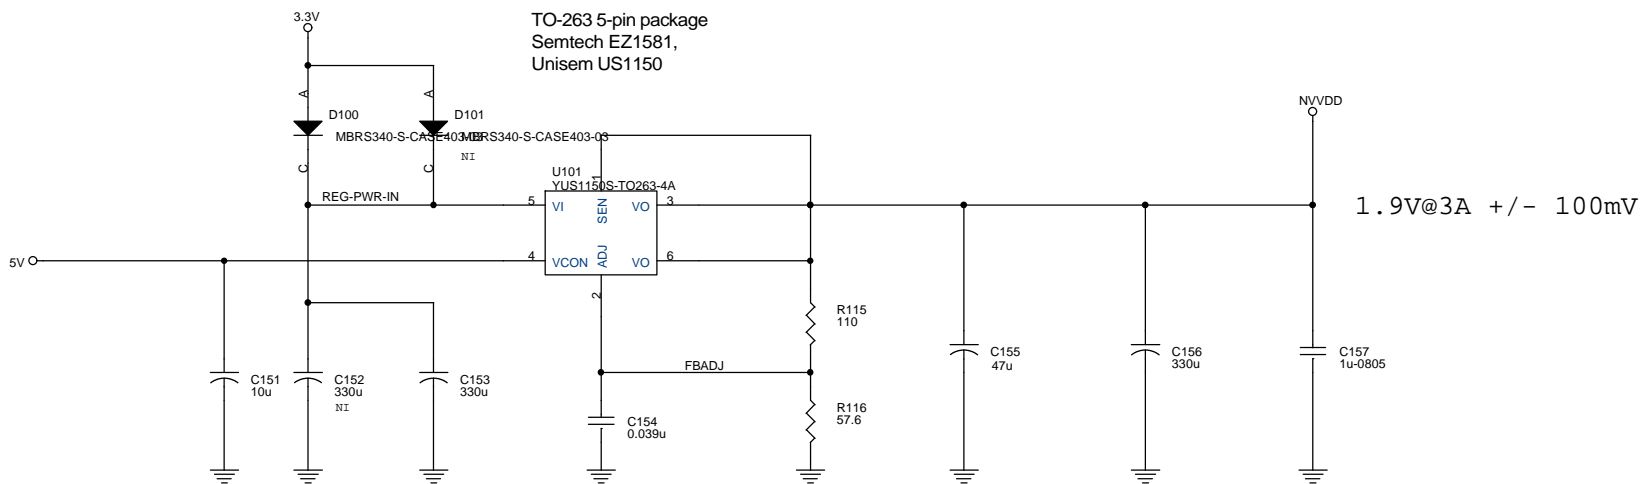 3.3V
TO-263 5-pin package
Semtech EZ1581,
Unisem US1150
NVVDD
A
A
D100
D101
MBRS340-S-CASE403-03
MBRS340-S-CASE403-03
NI
C
C
U101
YUS1150S-TO263-4A
1
REG-PWR-IN
5
VI
SEN
VO
3
1.9V@3A +/- 100mV
5V
4
VCON
ADJ
VO
6
2
R115
110
C155
47u
C156
330u
C157
1u-0805
FBADJ
C151
10u
C152
330u
NI
C153
330u
C154
0.039u
R116
57.6